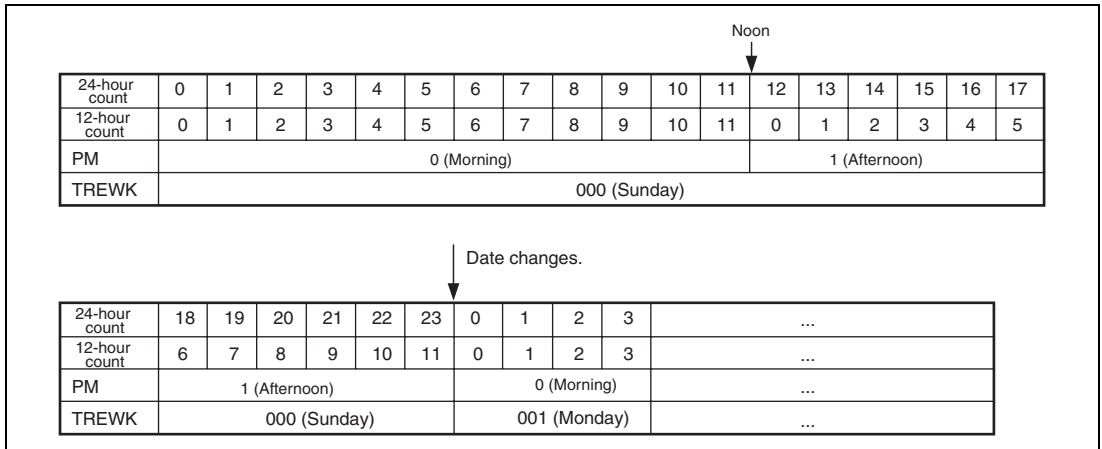 Noon
24-hour count 0 1 2 3 4 5 6 7 8 9 10 11 12 13 14 15 16 17
12-hour count 0 1 2 3 4 5 6 7 8 9 10 11 0 1 2 3 4 5
PM 0 (Morning) 1 (Afternoon)
TREWK 000 (Sunday)
Date changes.
24-hour count 18 19 20 21 22 23 0 1 2 3 ...
12-hour count 6 7 8 9 10 11 0 1 2 3 ...
PM 1 (Afternoon) 0 (Morning) ...
TREWK 000 (Sunday) 001 (Monday) ...